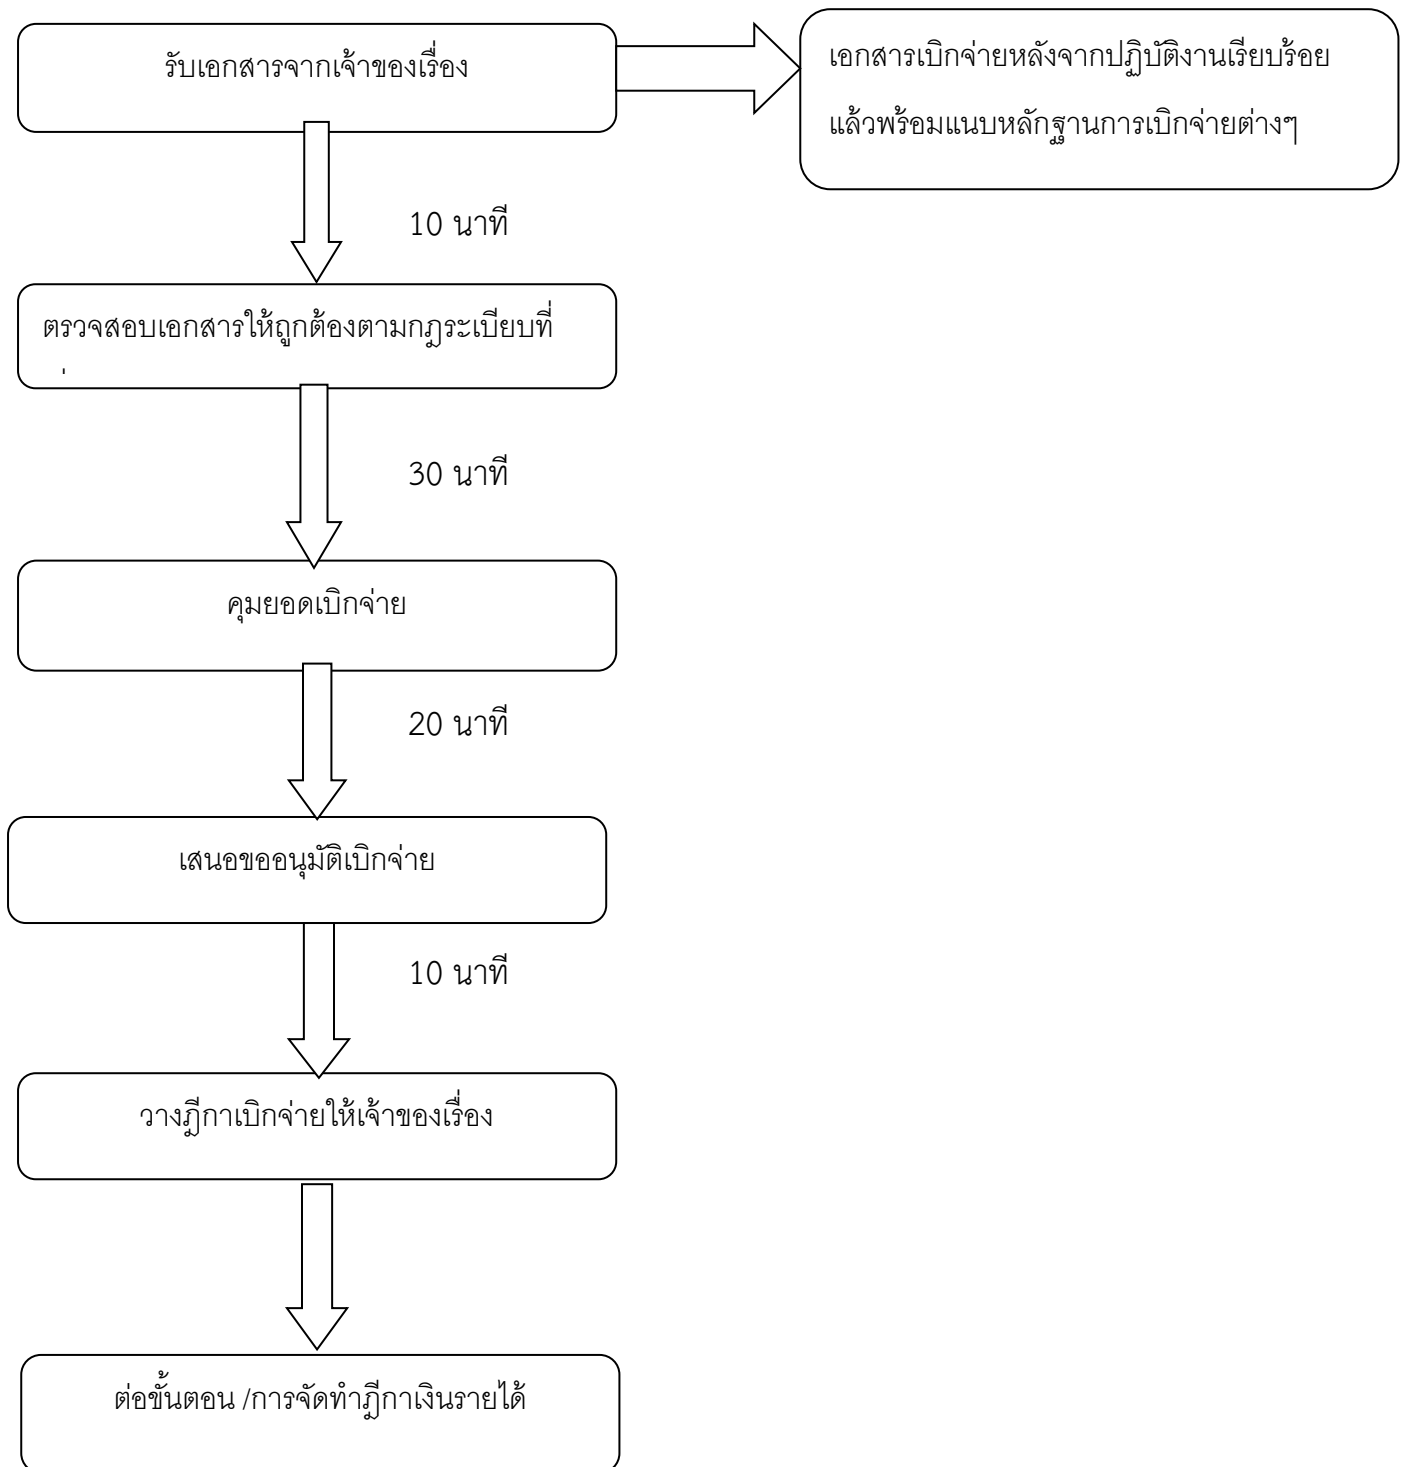 รับเอกสารจากเจ้าของเรื่อง
เอกสารเบิกจ่ายหลังจากปฏิบัติงานเรียบร้อย
แล้วพร้อมแนบหลักฐานการเบิกจ่ายต่างๆ
10 นาที
ตรวจสอบเอกสารให้ถูกต้องตามกฎระเบียบที่
30 นาที
คุมยอดเบิกจ่าย
20 นาที
เสนอขออนุมัติเบิกจ่าย
10 นาที
วางฎีกาเบิกจ่ายให้เจ้าของเรื่อง
ต่อขั้นตอน /การจัดทำฎีกาเงินรายได้